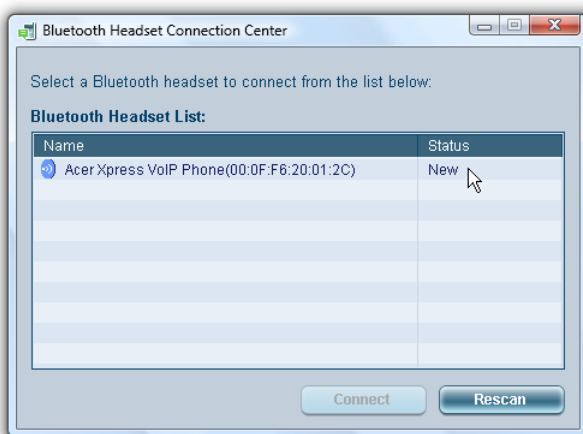 Bluetooth Headset Connection Center
Select a Bluetooth headset to connect from the list below:
Bluetooth Headset List:
Name Status
Acer Xpress VoIP Phone(00:0F:F6:20:01:2C) New
Connect Rescan